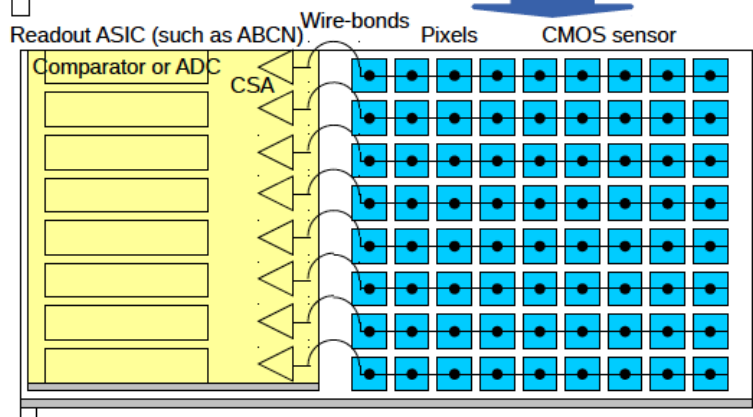 Wire-bonds
Readout ASIC (such as ABCN)
Pixels
CMOS sensor
Comparator or ADC
CSA